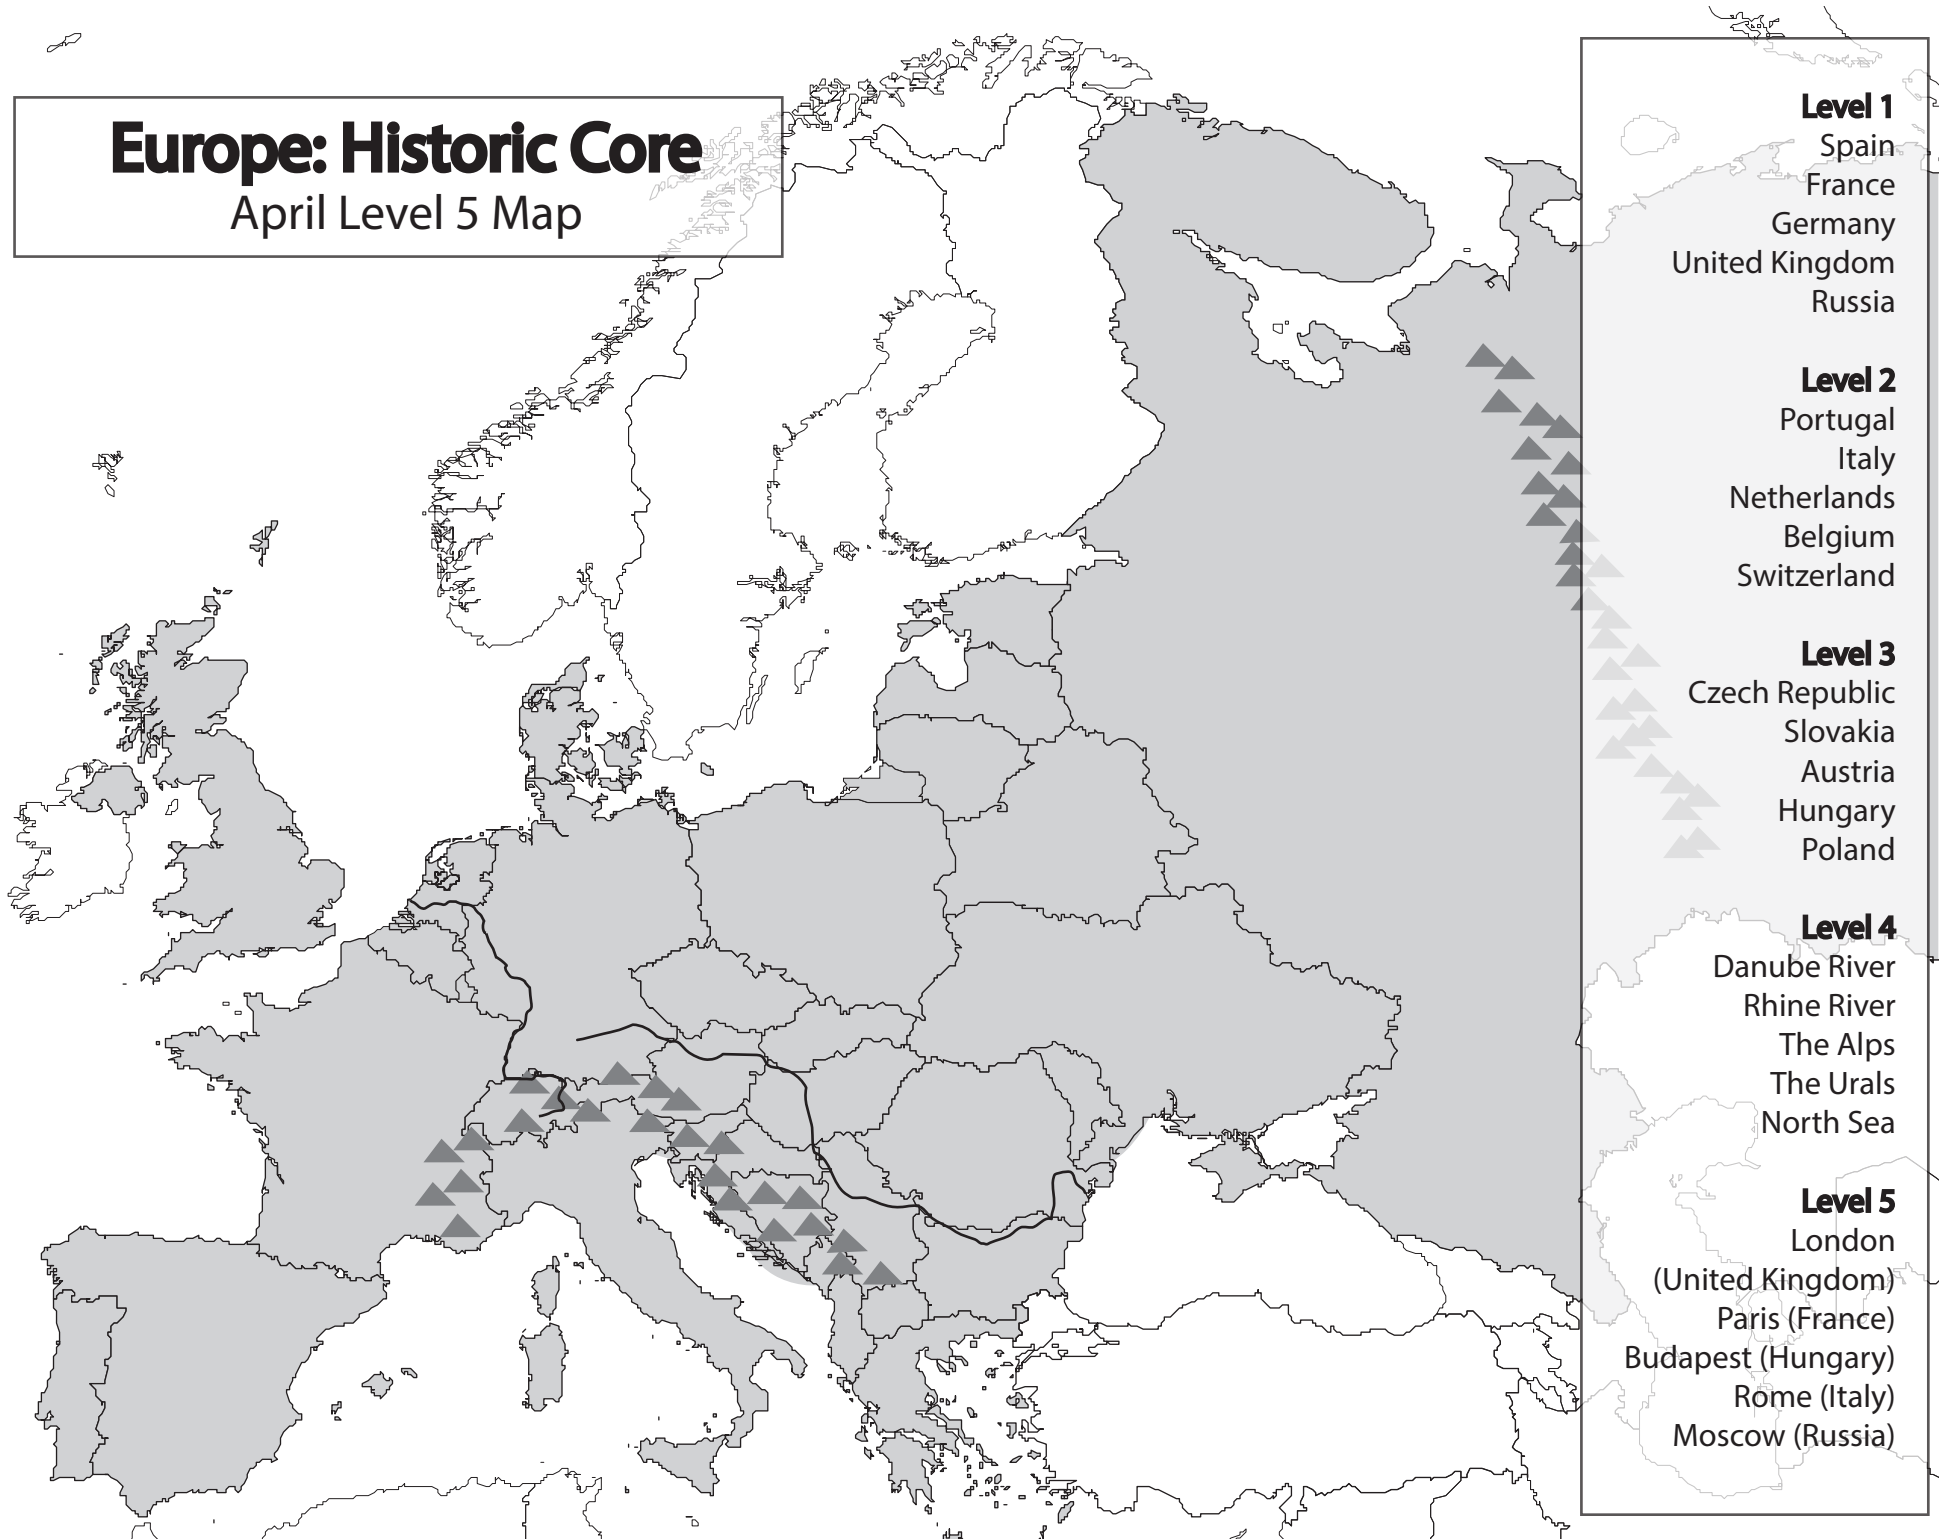 Europe: Historic Core
April Level 5 Map
Level 1
Spain
France
Germany
United Kingdom
Russia
Level 2
Portugal
Italy
Netherlands
Belgium
Switzerland
Level 3
Czech Republic
Slovakia
Austria
Hungary
Poland
Level 4
Danube River
Rhine River
The Alps
The Urals
North Sea
Level 5
London
(United Kingdom)
Paris (France)
Budapest (Hungary)
Rome (Italy)
Moscow (Russia)